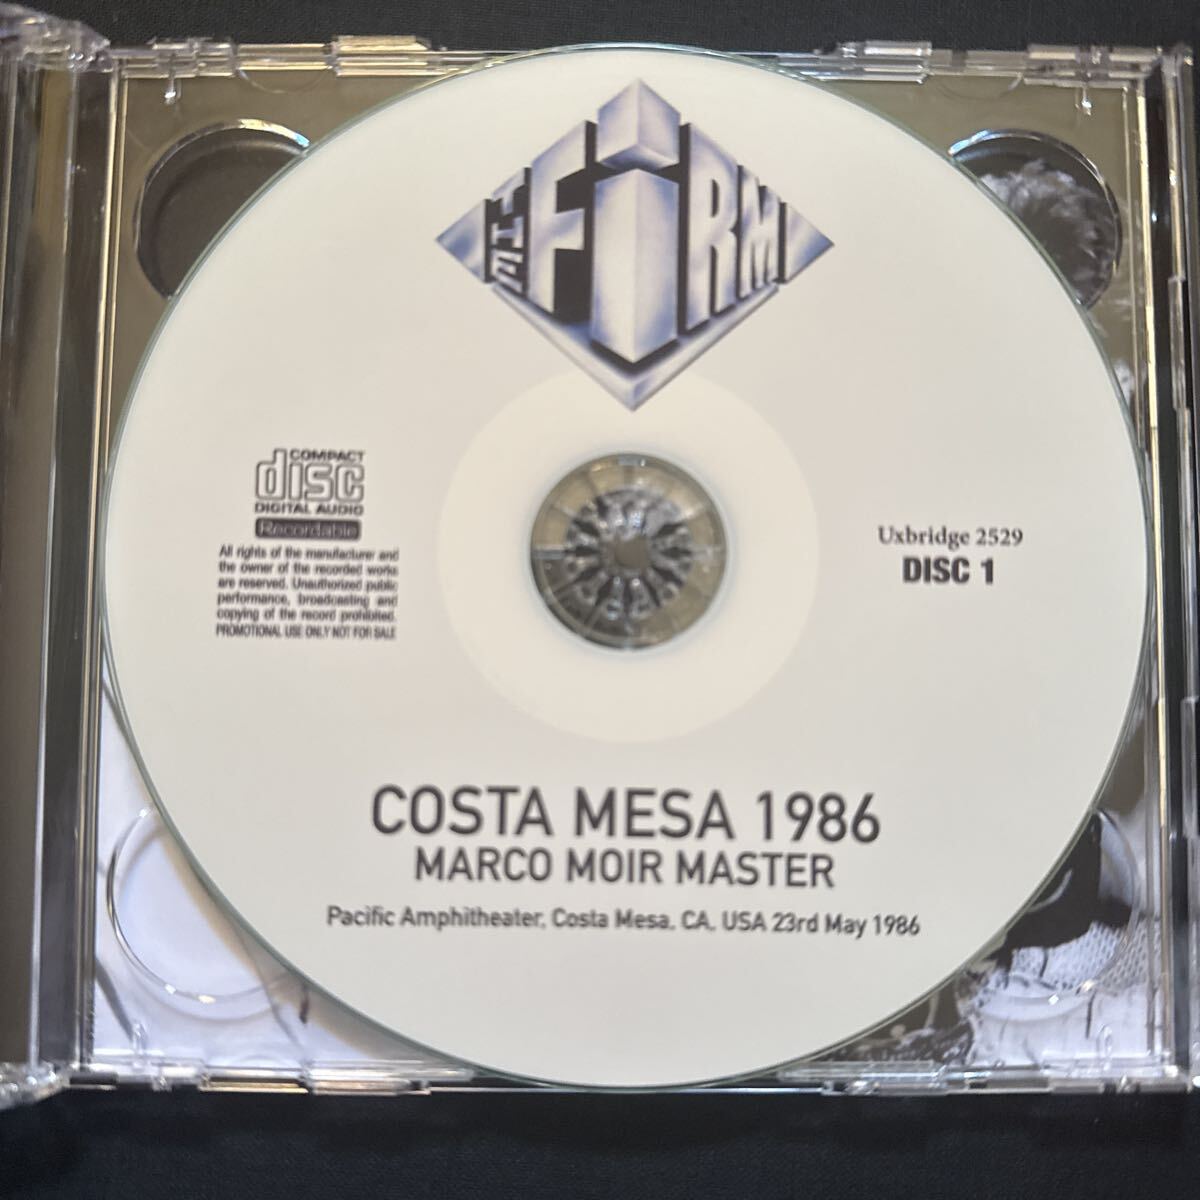 THE FiRM
COMPACT
disc
DIGITAL AUDIO
Recordable
All rights of the manufacturer and
the owner of the recorded works
are reserved. Unauthorized public
performance, broadcasting and
copying of the record prohibited.
PROMOTIONAL USE ONLY NOT FOR SALE
Uxbridge 2529
DISC 1
COSTA MESA 1986
MARCO MOIR MASTER
Pacific Amphitheater, Costa Mesa, CA, USA 23rd May 1986